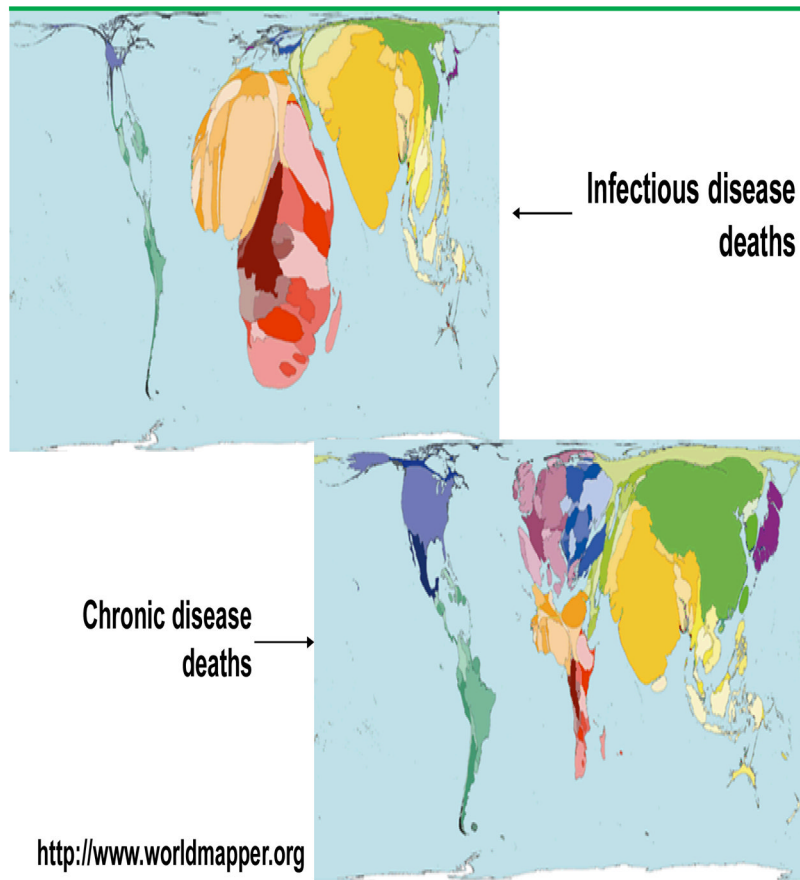 Infectious disease
deaths
Chronic disease
deaths
http://www.worldmapper.org